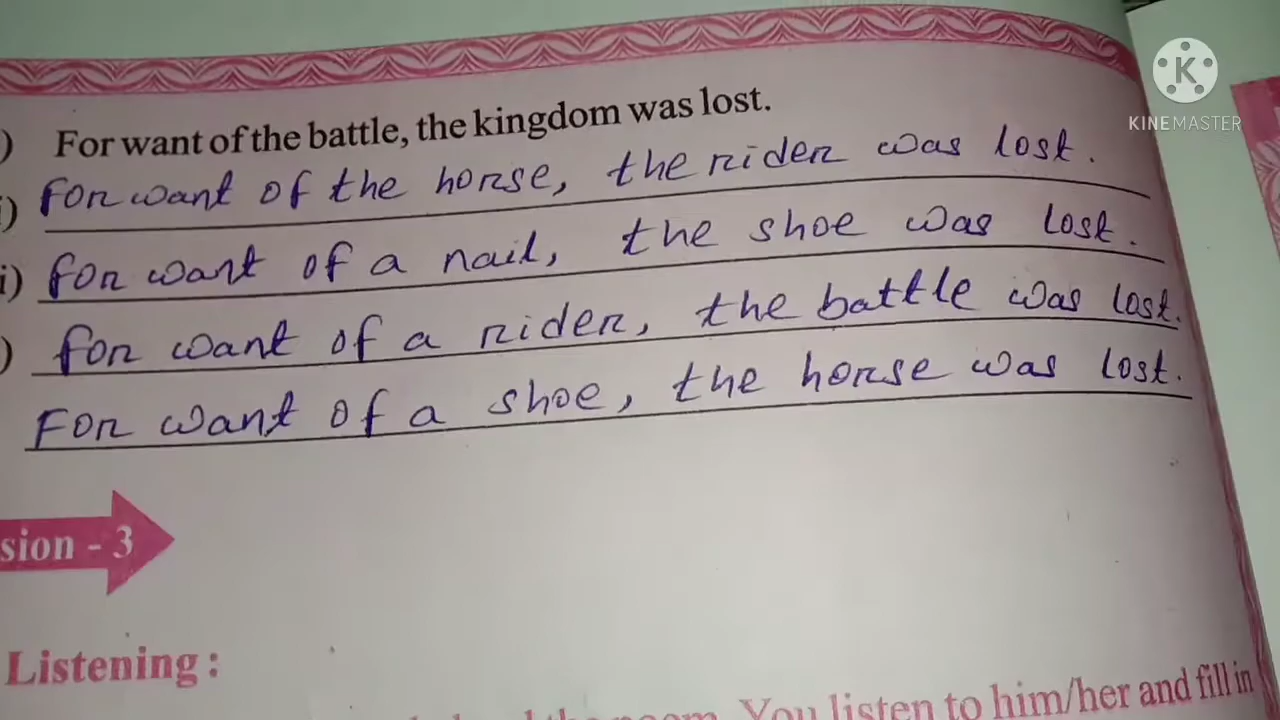 K
KINEMASTER
) For want of the battle, the kingdom was lost.
i) For want of the horse, the rider was lost.
i) for want of a nail, the shoe was lost.
) for want of a rider, the battle was lost.
For want of a shoe, the horse was lost.
sion - 3
Listening :
You listen to him/her and fill in